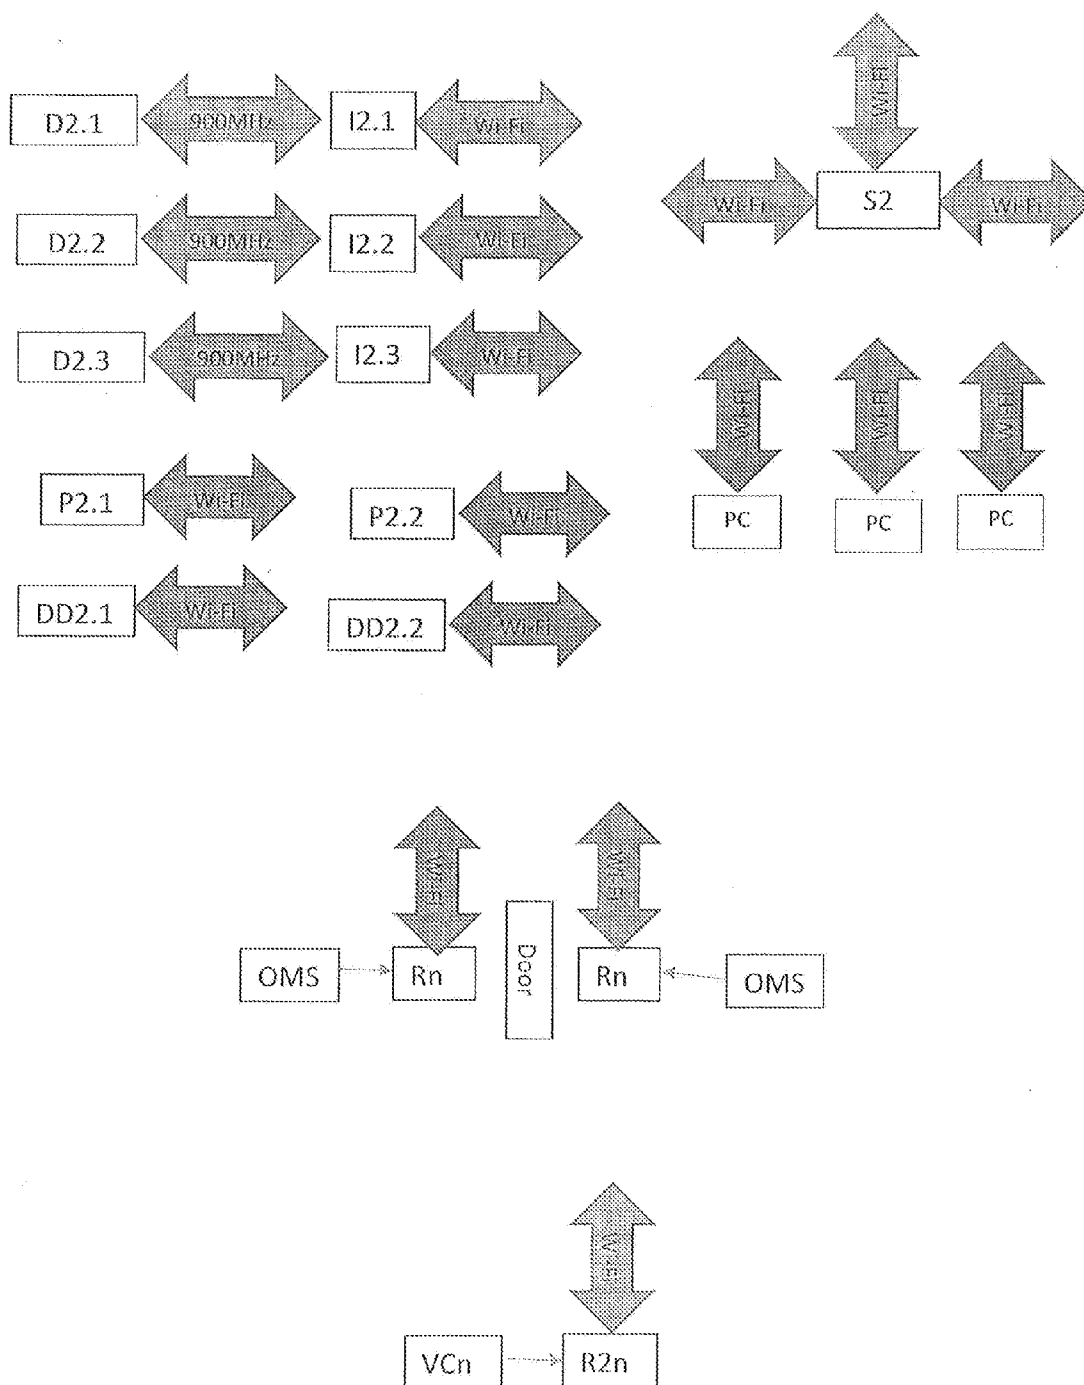 D2.1 900MHz I2.1 Wi-Fi
D2.2 900MHz I2.2 Wi-Fi
D2.3 900MHz I2.3 Wi-Fi
P2.1 Wi-Fi P2.2 Wi-Fi
DD2.1 Wi-Fi DD2.2 Wi-Fi
Wi-Fi
Wi-Fi S2 Wi-Fi
Wi-Fi Wi-Fi Wi-Fi
PC PC PC
Wi-Fi Wi-Fi
OMS Rn Door Rn OMS
Wi-Fi
VCn R2n